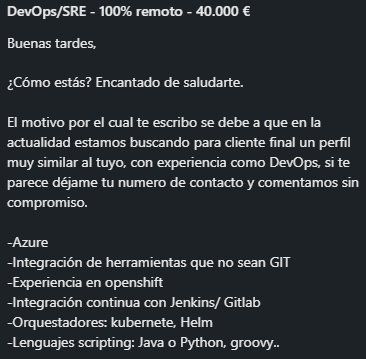 DevOps/SRE - 100% remoto - 40.000 €
Buenas tardes,
¿Cómo estás? Encantado de saludarte.
El motivo por el cual te escribo se debe a que en la
actualidad estamos buscando para cliente final un perfil
muy similar al tuyo, con experiencia como DevOps, si te
parece déjame tu numero de contacto y comentamos sin
compromiso.
-Azure
-Integración de herramientas que no sean GIT
-Experiencia en openshift
-Integración continua con Jenkins/ Gitlab
-Orquestadores: kubernete, Helm
-Lenguajes scripting: Java o Python, groovy..